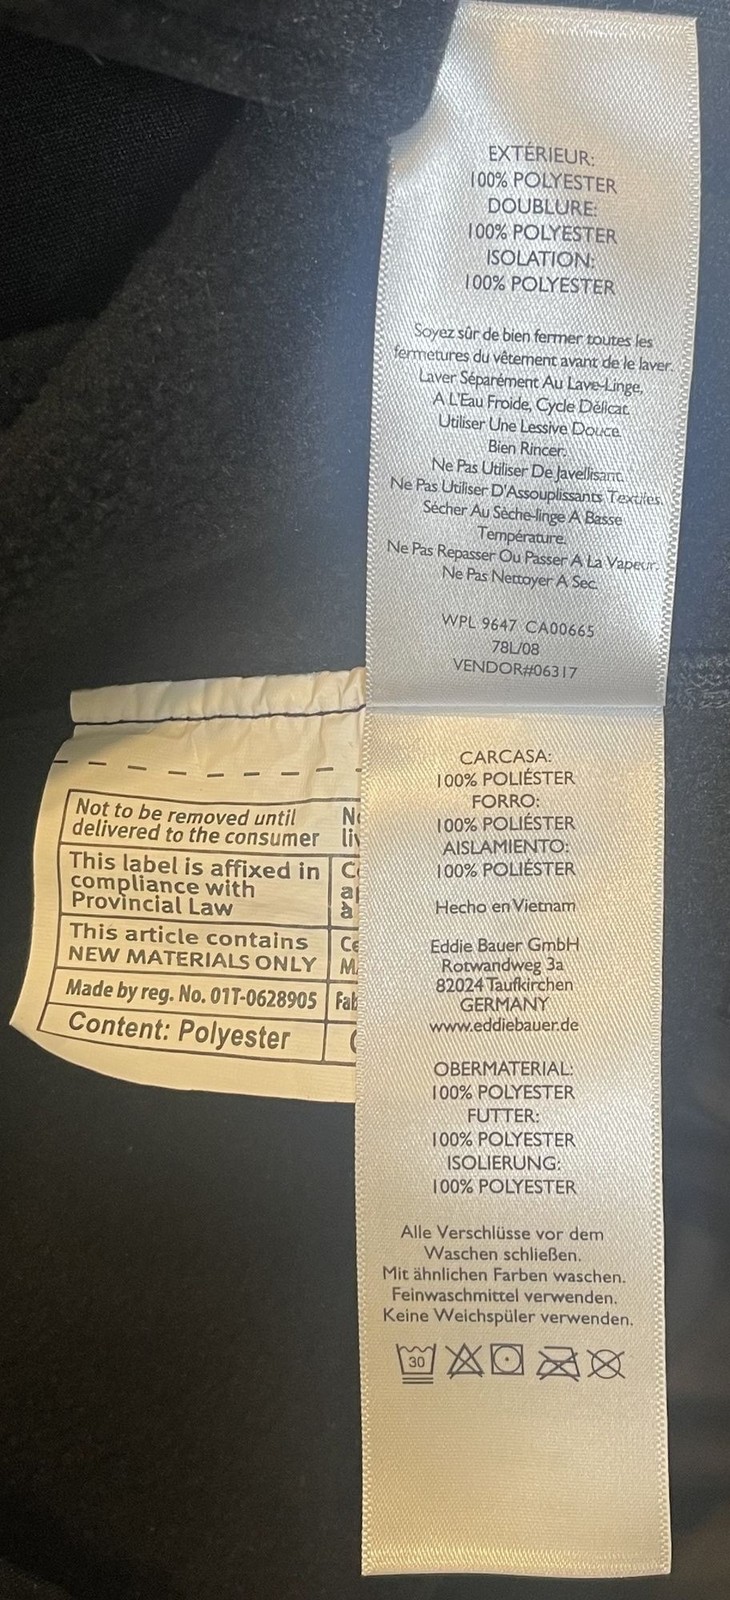 EXTÉRIEUR:
100% POLYESTER
DOUBLURE:
100% POLYESTER
ISOLATION:
100% POLYESTER
Soyez sûr de bien fermer toutes les
fermetures du vêtement avant de le laver.
Laver Séparément Au Lave-Linge,
A L'Eau Froide, Cycle Délicat.
Utiliser Une Lessive Douce.
Bien Rincer.
Ne Pas Utiliser De Javellisant.
Ne Pas Utiliser D'Assouplissants Textiles.
Sécher Au Sèche-linge A Basse
Température.
Ne Pas Repasser Ou Passer A La Vapeur.
Ne Pas Nettoyer A Sec.
WPL 9647 CA00665
78L/08
VENDOR#06317
CARCASA:
100% POLIÉSTER
FORRO:
100% POLIÉSTER
AISLAMIENTO:
100% POLIÉSTER
Hecho en Vietnam
Eddie Bauer GmbH
Rotwandweg 3a
82024 Taufkirchen
GERMANY
www.eddiebauer.de
OBERMATERIAL:
100% POLYESTER
FUTTER:
100% POLYESTER
ISOLIERUNG:
100% POLYESTER
Alle Verschlüsse vor dem
Waschen schließen.
Mit ähnlichen Farben waschen.
Feinwaschmittel verwenden.
Keine Weichspüler verwenden.
30
Not to be removed until
delivered to the consumer
This label is affixed in
compliance with
Provincial Law
This article contains
NEW MATERIALS ONLY
Made by reg. No. 01T-0628905
Content: Polyester